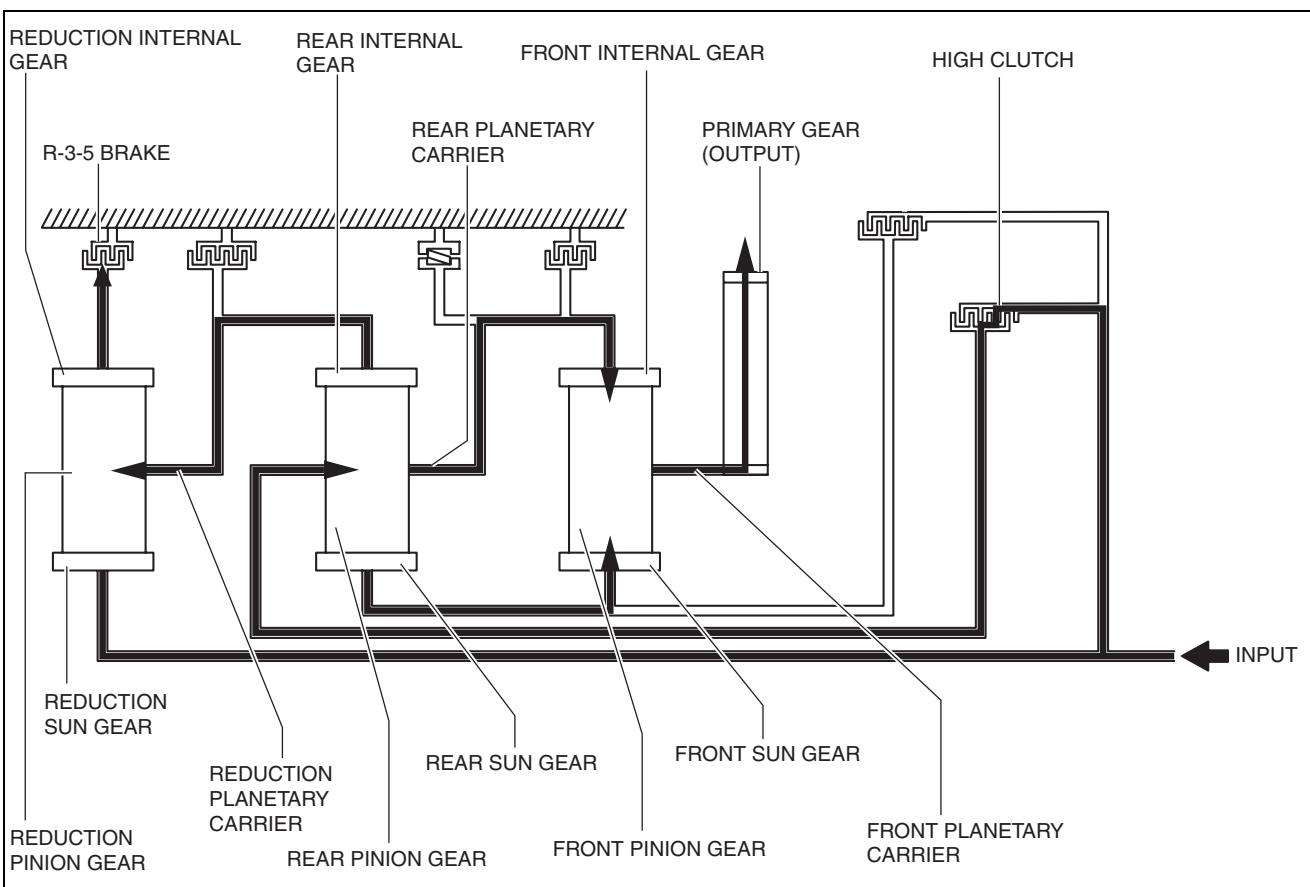 REDUCTION INTERNAL
GEAR
REAR INTERNAL
GEAR
FRONT INTERNAL GEAR
HIGH CLUTCH
R-3-5 BRAKE
REAR PLANETARY
CARRIER
PRIMARY GEAR
(OUTPUT)
INPUT
REDUCTION
SUN GEAR
REAR SUN GEAR
FRONT SUN GEAR
REDUCTION
PLANETARY
CARRIER
REDUCTION
PINION GEAR
REAR PINION GEAR
FRONT PINION GEAR
FRONT PLANETARY
CARRIER